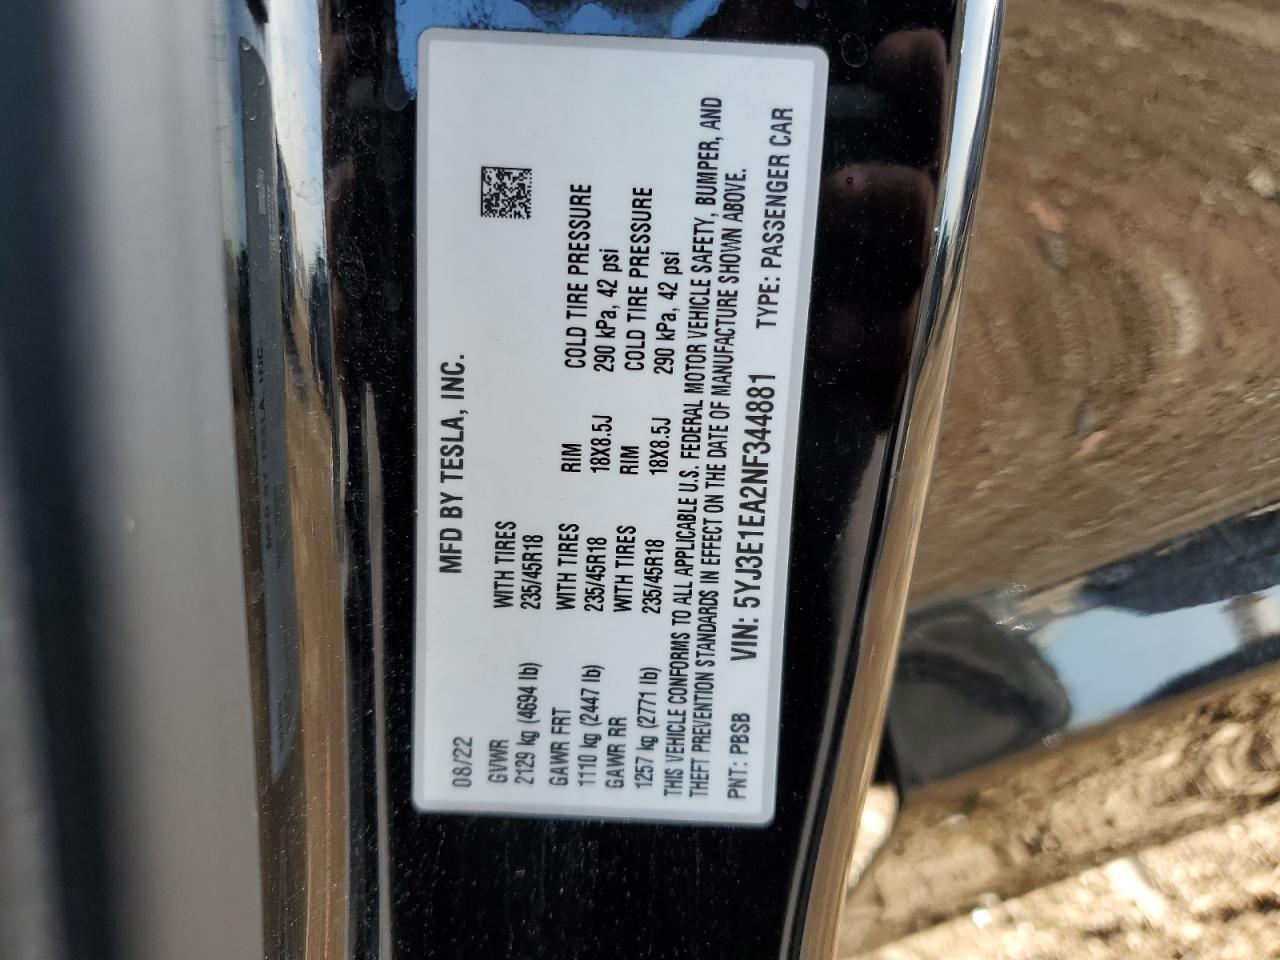 MFD BY TESLA, INC.
08/22
GVWR WITH TIRES
2129 kg (4694 lb) 235/45R18
GAWR FRT WITH TIRES RIM COLD TIRE PRESSURE
1110 kg (2447 lb) 235/45R18 18X8.5J 290 kPa, 42 psi
GAWR RR WITH TIRES RIM COLD TIRE PRESSURE
1257 kg (2771 lb) 235/45R18 18X8.5J 290 kPa, 42 psi
THIS VEHICLE CONFORMS TO ALL APPLICABLE U.S. FEDERAL MOTOR VEHICLE SAFETY, BUMPER, AND
THEFT PREVENTION STANDARDS IN EFFECT ON THE DATE OF MANUFACTURE SHOWN ABOVE.
PNT: PBSB VIN: 5YJ3E1EA2NF344881 TYPE: PASSENGER CAR